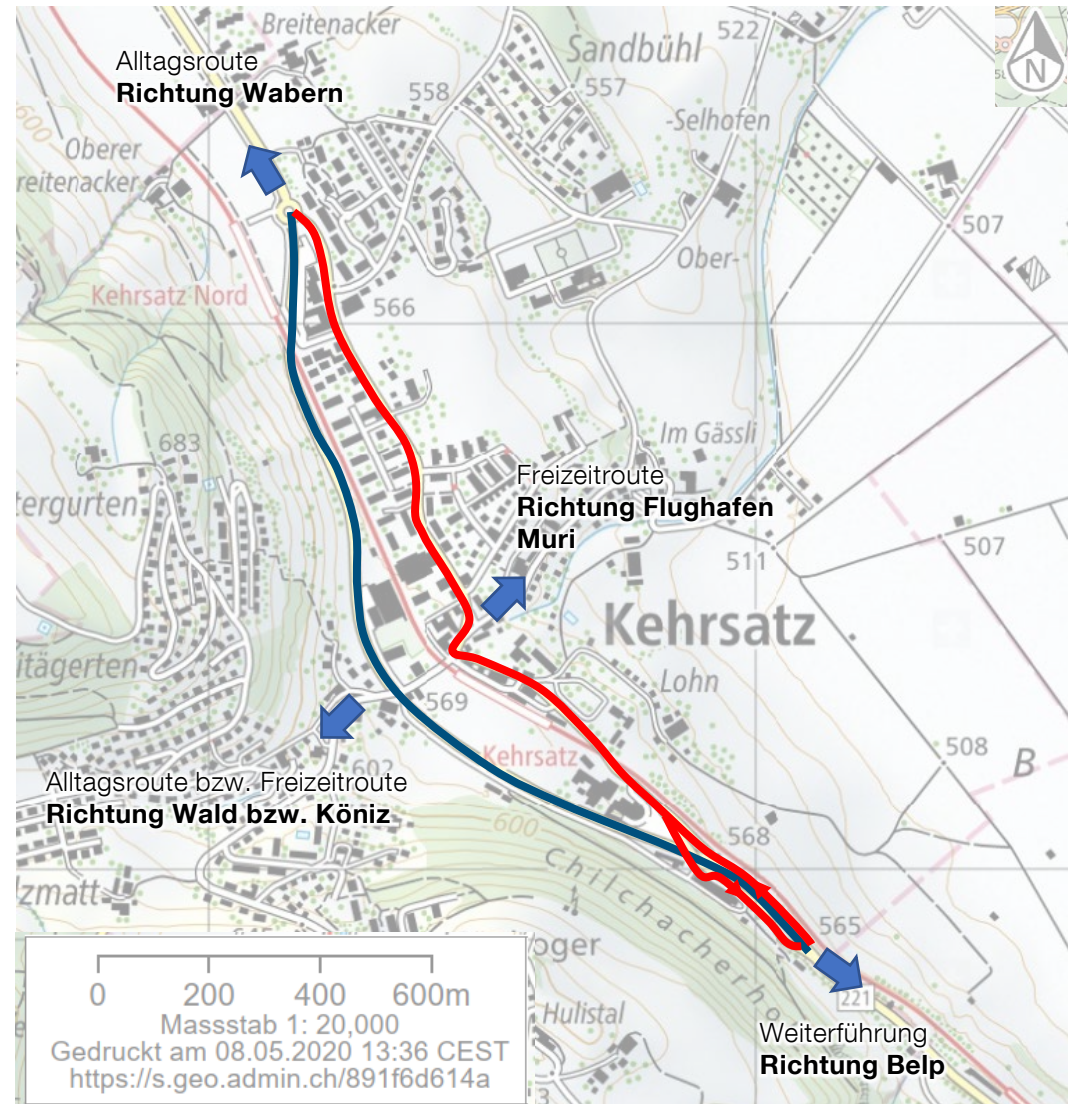 Breitenacker
Sandbühl
522
Alltagsroute
Richtung Wabern
N
558
557
-Selhofen
600
Oberer
reitenacker
507
Ober-
Kehrsatz Nord
566
683
Im Gässli
tergurten
Freizeitroute
Richtung Flughafen
Muri
507
511
Kehrsatz
itägerten
Lohn
569
508
B
Kehrsatz
602
Alltagsroute bzw. Freizeitroute
Richtung Wald bzw. Köniz
600
568
Chilchacherho
lzmatt
565
oger
0 200 400 600m
Massstab 1: 20,000
Gedruckt am 08.05.2020 13:36 CEST
https://s.geo.admin.ch/891f6d614a
221
Hulistal
Weiterführung
Richtung Belp